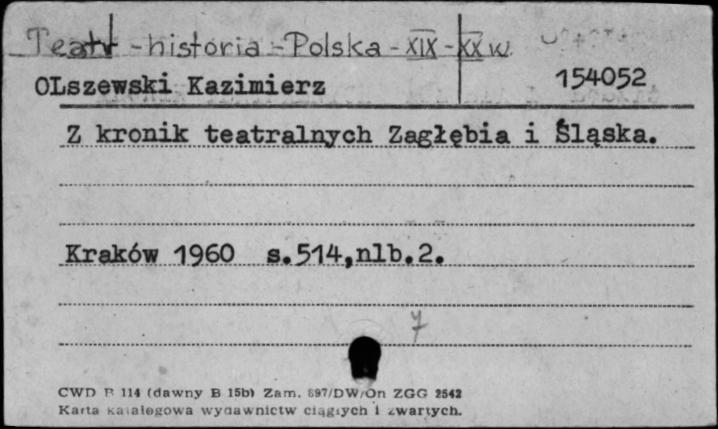 Teatr - historia - Polska - XIX - XX w.
OLszewski Kazimierz 154052
Z kronik teatralnych Zagłębia i Śląska.
Kraków 1960 s.514,nlb.2.
7
CWD B 114 (dawny B 15b) Zam. 897/DW/On ZGG 2542
Karta katalogowa wydawnictw ciągłych i zwartych.